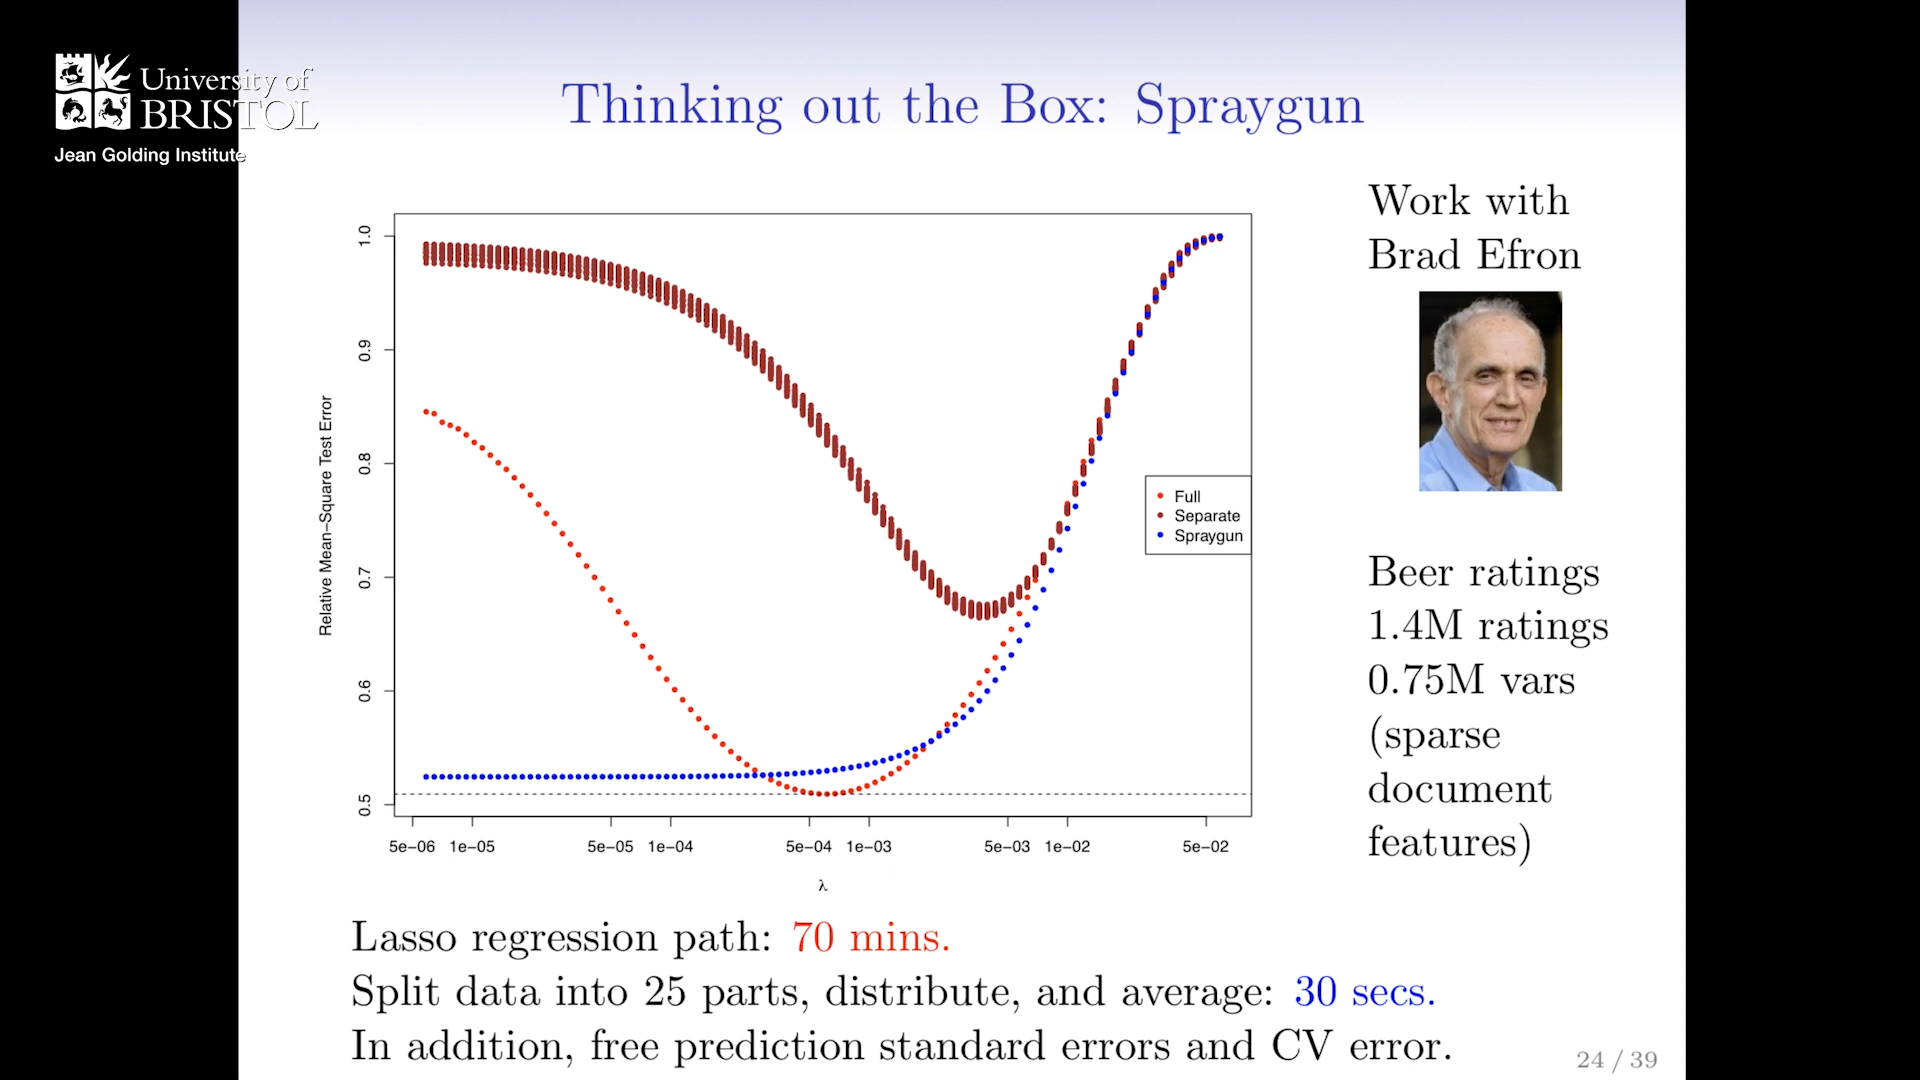 University of
BRISTOL
Jean Golding Institute
Thinking out the Box: Spraygun
Work with
Brad Efron
Relative Mean−Square Test Error
1.0
0.9
0.8
0.7
0.6
0.5
Full
Separate
Spraygun
5e−06 1e−05 5e−05 1e−04 5e−04 1e−03 5e−03 1e−02 5e−02
λ
Beer ratings
1.4M ratings
0.75M vars
(sparse
document
features)
Lasso regression path: 70 mins.
Split data into 25 parts, distribute, and average: 30 secs.
In addition, free prediction standard errors and CV error.
24 / 39